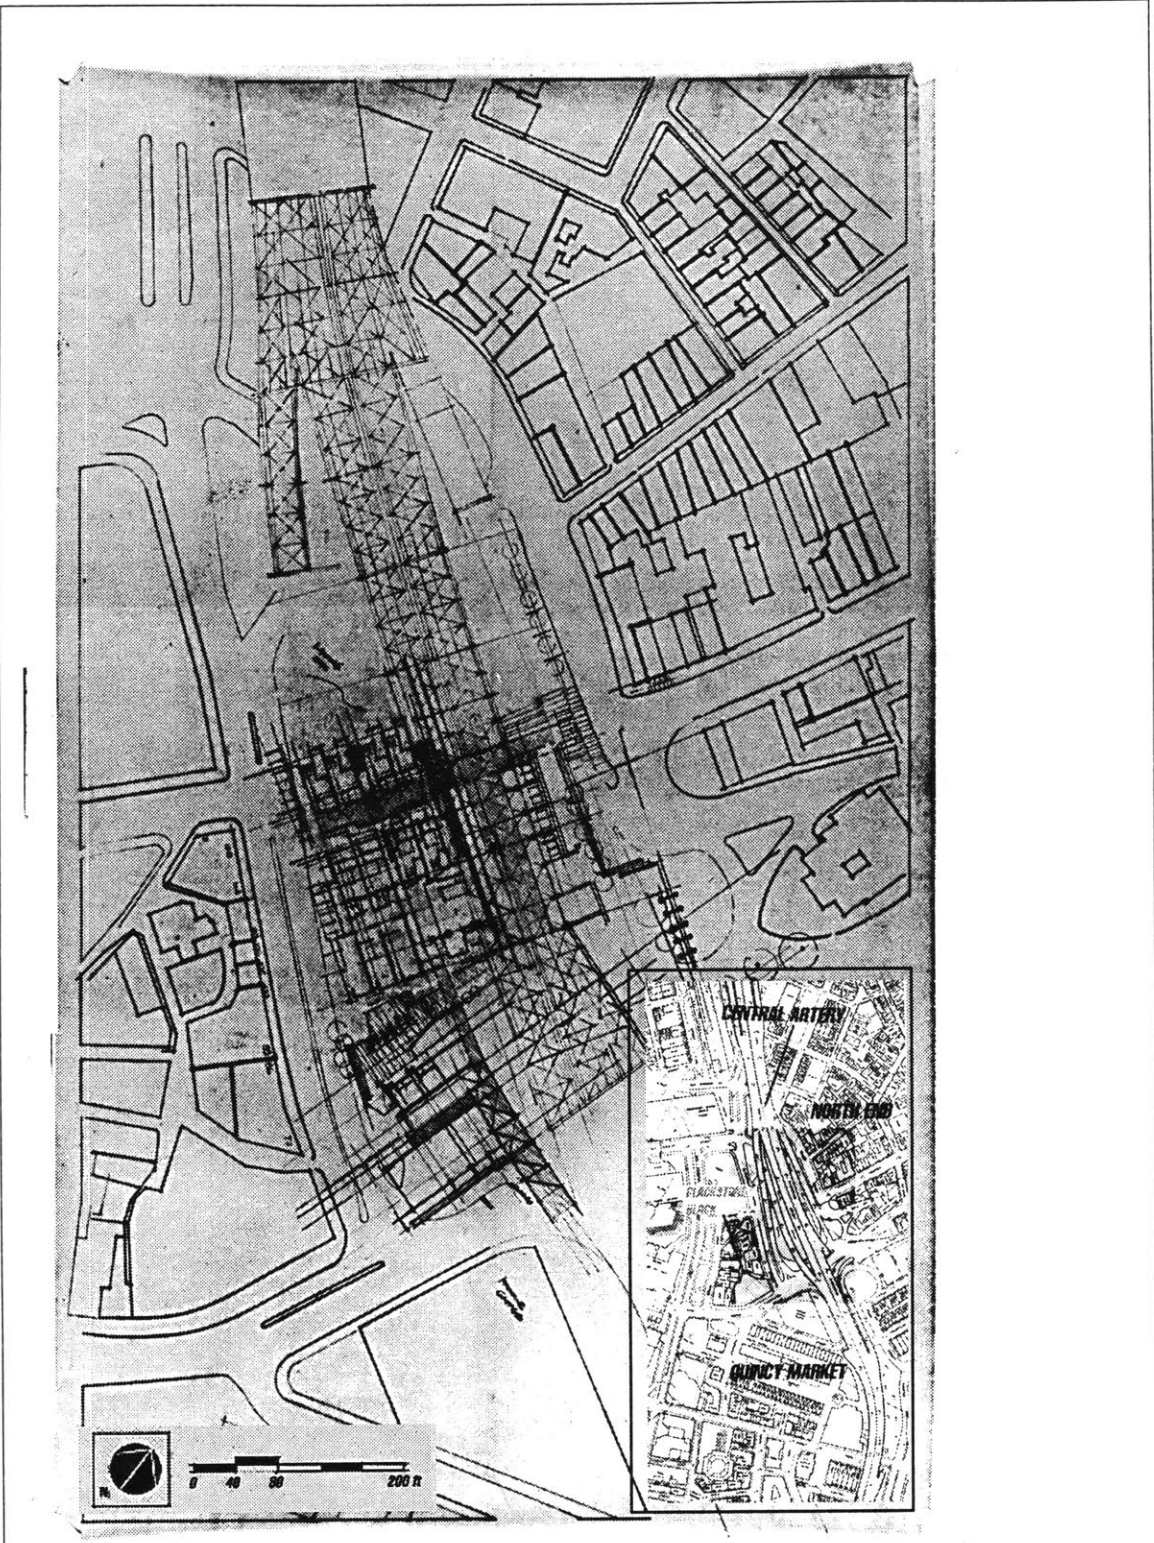 CENTRAL ARTERY
NORTH END
BLACKSTONE
BLOCK
QUINCY MARKET
N
0 40 80 200 ft